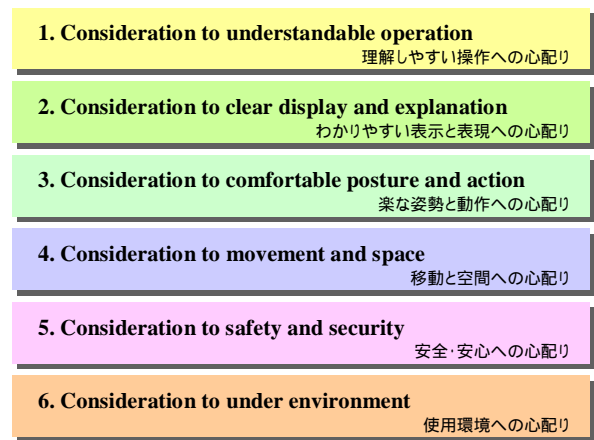 1. Consideration to understandable operation
理解しやすい操作への心配り
2. Consideration to clear display and explanation
わかりやすい表示と表現への心配り
3. Consideration to comfortable posture and action
楽な姿勢と動作への心配り
4. Consideration to movement and space
移動と空間への心配り
5. Consideration to safety and security
安全・安心への心配り
6. Consideration to under environment
使用環境への心配り